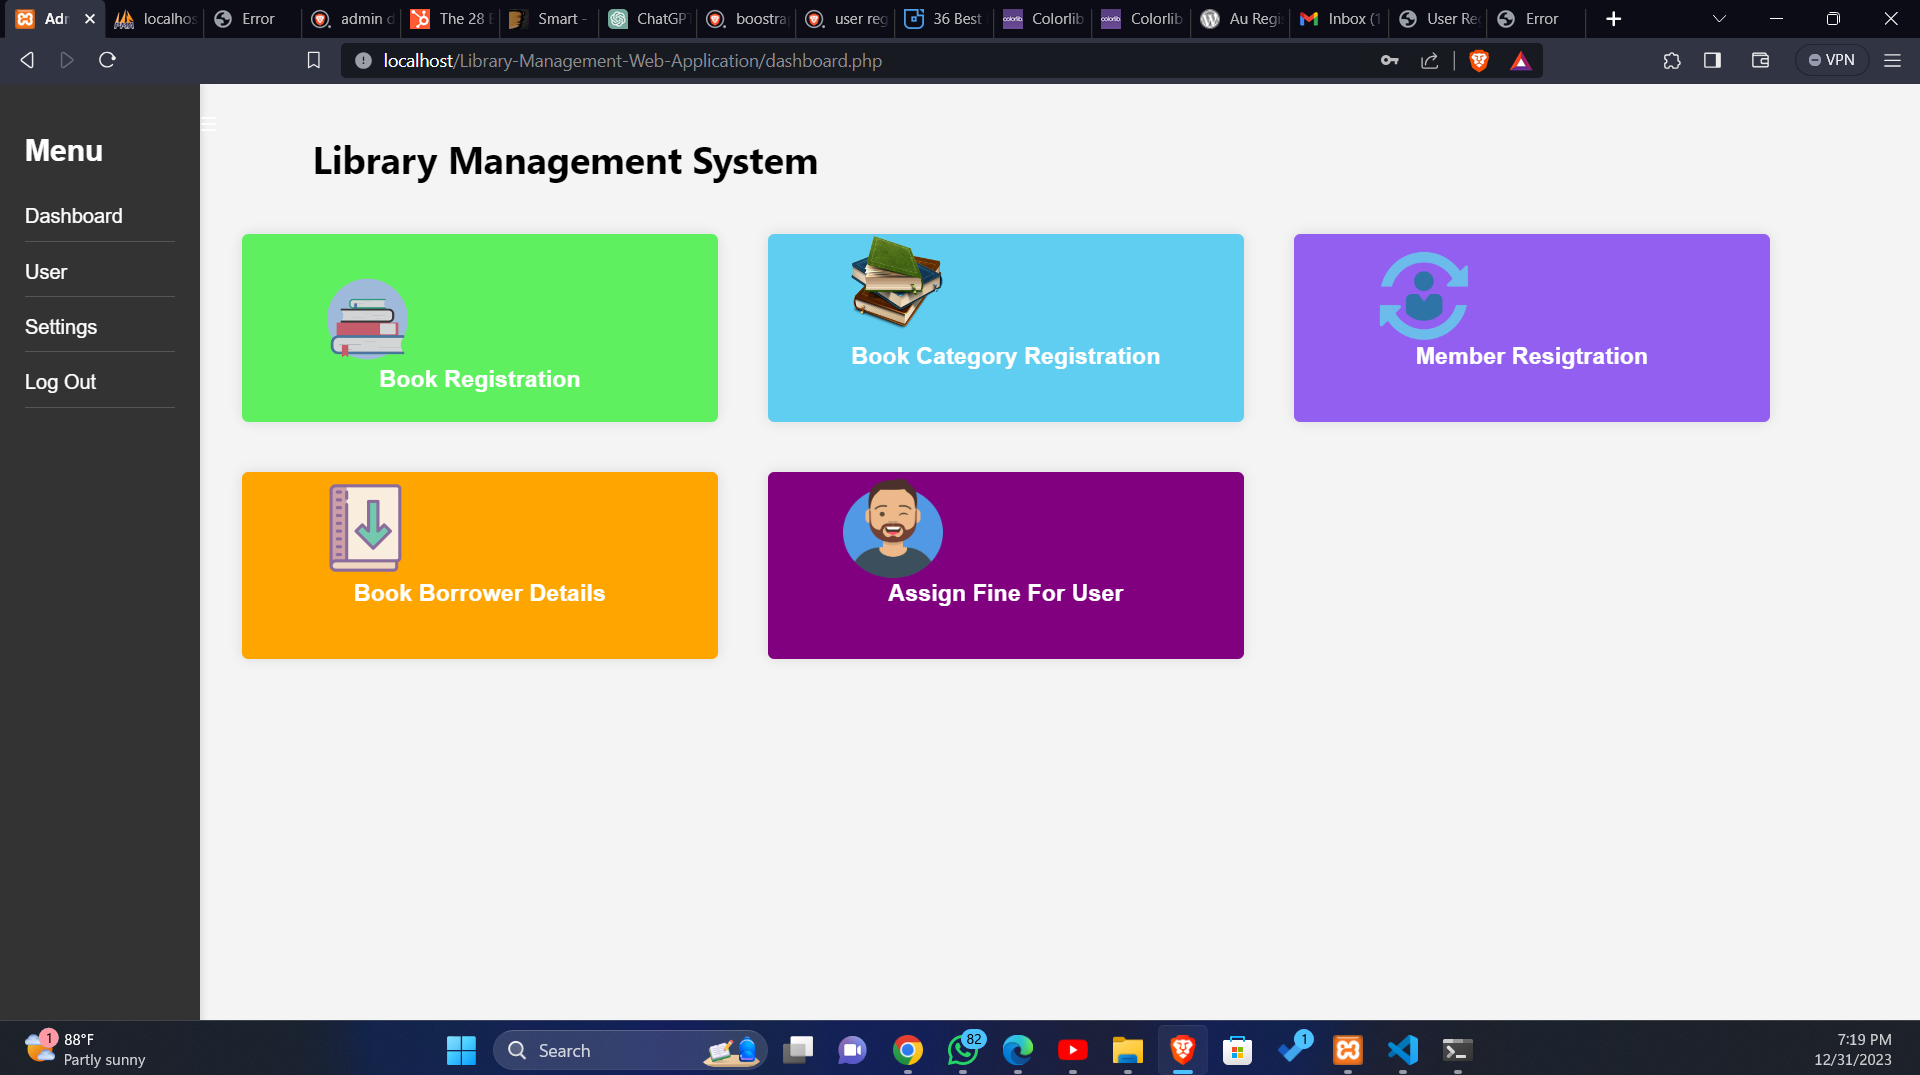 Adr
localhos
Error
admin d
The 28 E
Smart -
ChatGPT
boostra
user reg
36 Best
Colorlib
Colorlib
Au Regi
Inbox (1
User Re
Error
localhost/Library-Management-Web-Application/dashboard.php
VPN
Menu
Dashboard
User
Settings
Log Out
Library Management System
Book Registration
Book Category Registration
Member Resigtration
Book Borrower Details
Assign Fine For User
1
88°F
Partly sunny
Search
82
1
7:19 PM
12/31/2023